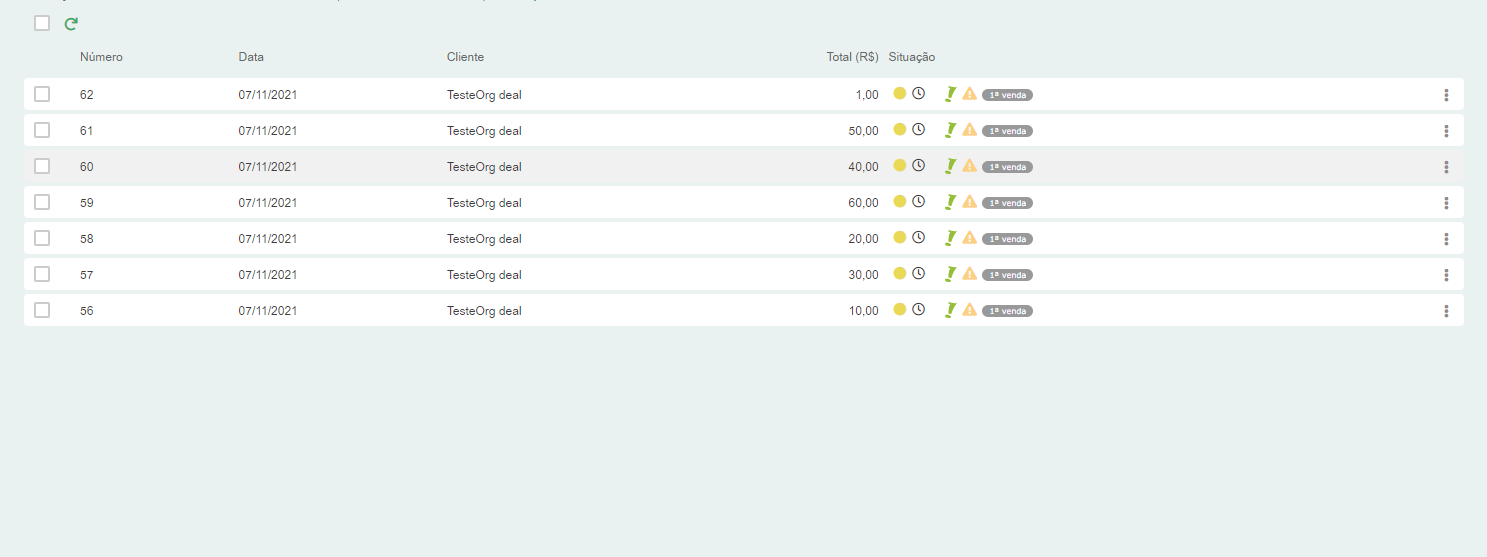 Número Data Cliente Total (R$) Situação
62 07/11/2021 TesteOrg deal 1,00 1ª venda
61 07/11/2021 TesteOrg deal 50,00 1ª venda
60 07/11/2021 TesteOrg deal 40,00 1ª venda
59 07/11/2021 TesteOrg deal 60,00 1ª venda
58 07/11/2021 TesteOrg deal 20,00 1ª venda
57 07/11/2021 TesteOrg deal 30,00 1ª venda
56 07/11/2021 TesteOrg deal 10,00 1ª venda